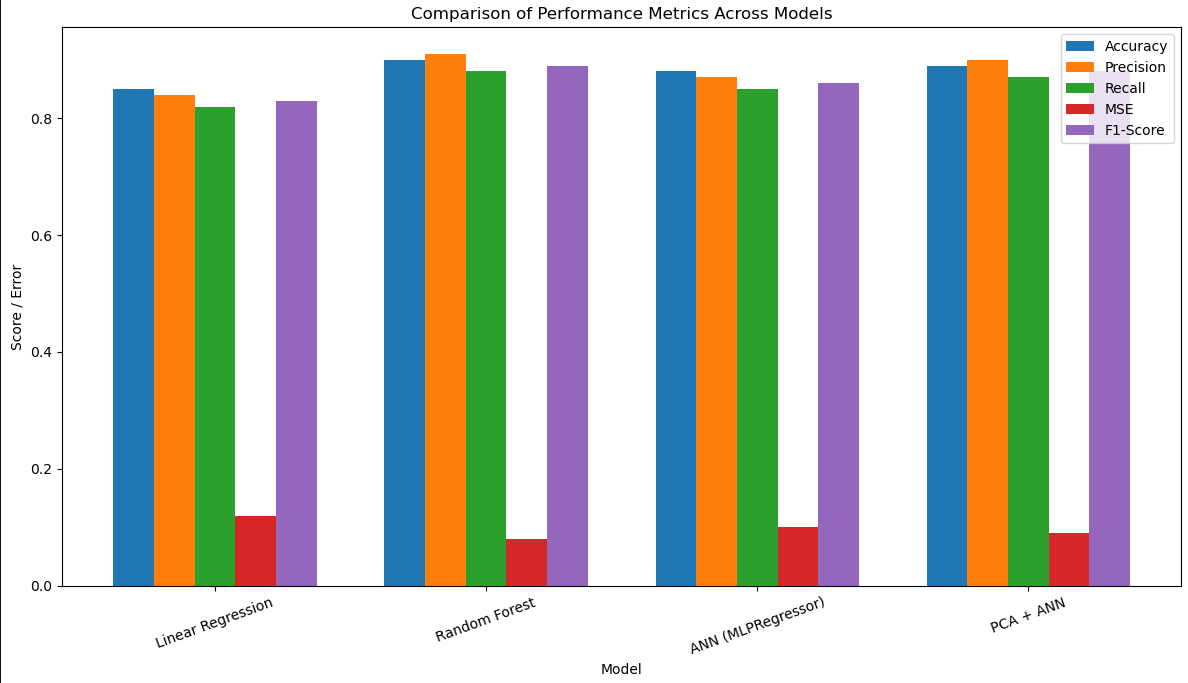 Comparison of Performance Metrics Across Models
Accuracy
Precision
Recall
MSE
F1-Score
Score / Error
0.8
0.6
0.4
0.2
0.0
Linear Regression
Random Forest
ANN (MLPRegressor)
PCA + ANN
Model